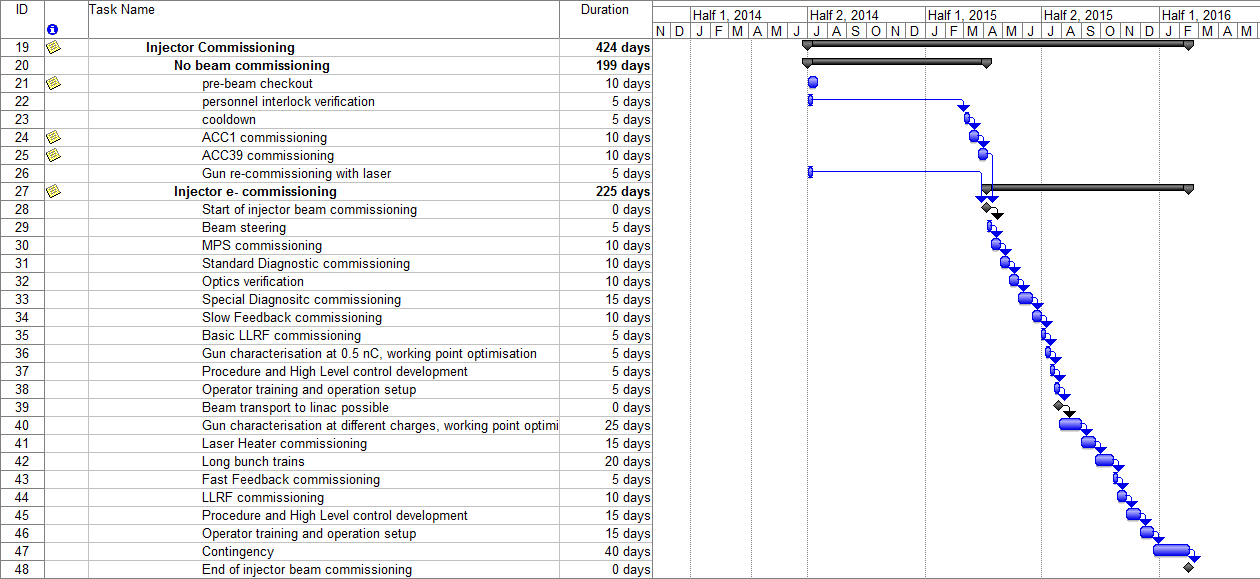 ID Task Name Duration
Half 1, 2014 Half 2, 2014 Half 1, 2015 Half 2, 2015 Half 1, 2016
N D J F M A M J J A S O N D J F M A M J J A S O N D J F M A M
19 Injector Commissioning 424 days
20 No beam commissioning 199 days
21 pre-beam checkout 10 days
22 personnel interlock verification 5 days
23 cooldown 5 days
24 ACC1 commissioning 10 days
25 ACC39 commissioning 10 days
26 Gun re-commissioning with laser 5 days
27 Injector e- commissioning 225 days
28 Start of injector beam commissioning 0 days
29 Beam steering 5 days
30 MPS commissioning 10 days
31 Standard Diagnostic commissioning 10 days
32 Optics verification 10 days
33 Special Diagnositc commissioning 15 days
34 Slow Feedback commissioning 10 days
35 Basic LLRF commissioning 5 days
36 Gun characterisation at 0.5 nC, working point optimisation 5 days
37 Procedure and High Level control development 5 days
38 Operator training and operation setup 5 days
39 Beam transport to linac possible 0 days
40 Gun characterisation at different charges, working point optimi 25 days
41 Laser Heater commissioning 15 days
42 Long bunch trains 20 days
43 Fast Feedback commissioning 5 days
44 LLRF commissioning 10 days
45 Procedure and High Level control development 15 days
46 Operator training and operation setup 15 days
47 Contingency 40 days
48 End of injector beam commissioning 0 days